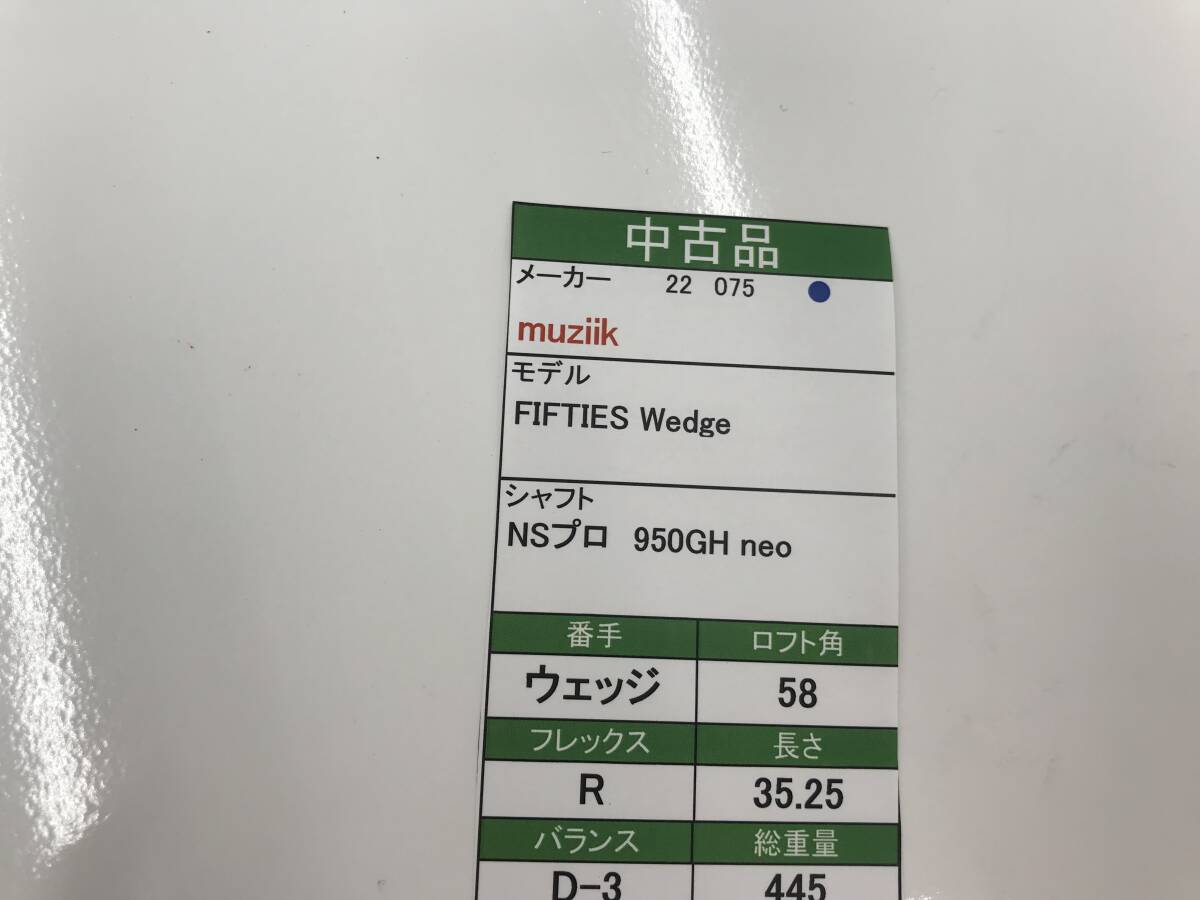 中古品
メーカー 22 075
muziik
モデル
FIFTIES Wedge
シャフト
NSプロ 950GH neo
番手 ロフト角
ウェッジ 58
フレックス 長さ
R 35.25
バランス 総重量
D-3 445